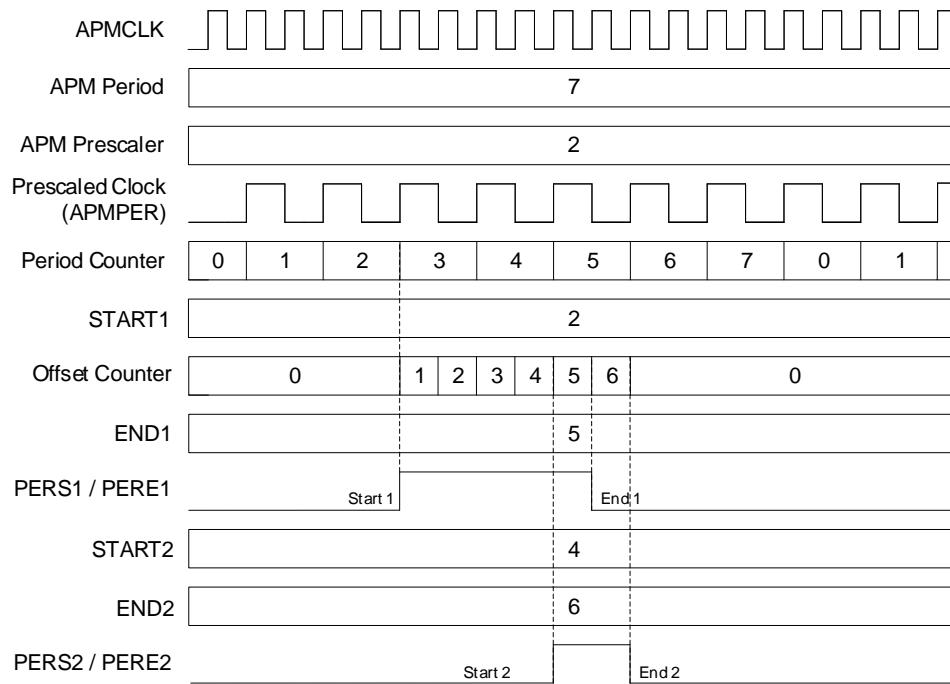 APMCLK
APM Period 7
APM Prescaler 2
Prescaled Clock
(APMPER)
Period Counter 0 1 2 3 4 5 6 7 0 1
START1 2
Offset Counter 0 1 2 3 4 5 6 0
END1 5
PERS1 / PERE1 Start 1 End 1
START2 4
END2 6
PERS2 / PERE2 Start 2 End 2